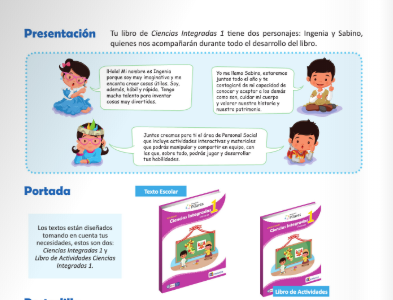 Presentación
Tu libro de Ciencias Integradas 1 tiene dos personajes: Ingenia y Sabino,
quienes nos acompañarán durante todo el desarrollo del libro.
¡Hola! Mi nombre es Ingenia
porque soy muy imaginativa y me
encanta crear cosas útiles. Soy,
además, hábil y rápida. Tengo
mucho talento para inventar
cosas muy divertidas.
Yo me llamo Sabino, estaremos
juntos todo el año y te
contagiaré de mi capacidad de
conocer y aceptar a los demás
como son, cuidar mi cuerpo
y valorar nuestra historia y
nuestro patrimonio.
Juntos creamos para ti el área de Personal Social
que incluye actividades interactivas y materiales
que podrás manipular y compartir en equipo, con
las que, sobre todo, podrás jugar y desarrollar
tus habilidades.
Portada
Texto Escolar
Los textos están diseñados
tomando en cuenta tus
necesidades, estos son dos:
Ciencias Integradas 1 y
Libro de Actividades Ciencias
Integradas 1.
Ciencias Integradas 1
Ciencias Integradas 1
Libro de Actividades